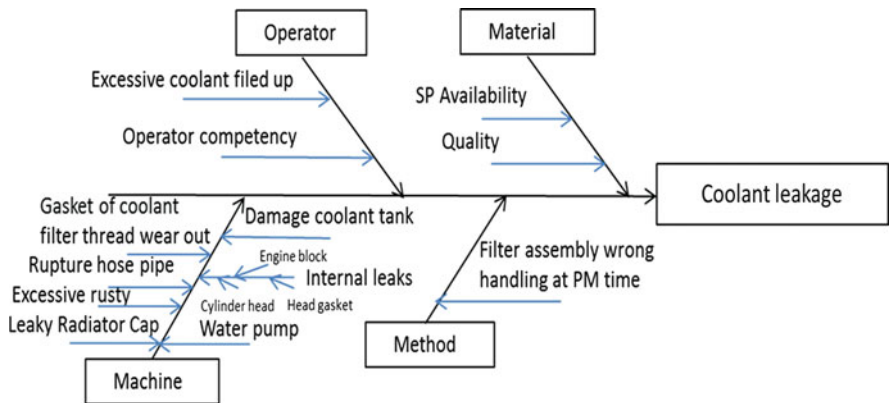 Operator
Material
Excessive coolant filed up
SP Availability
Operator competency
Quality
Coolant leakage
Gasket of coolant
filter thread wear out
Damage coolant tank
Rupture hose pipe
Engine block
Internal leaks
Filter assembly wrong
handling at PM time
Excessive rusty
Cylinder head
Head gasket
Leaky Radiator Cap
Water pump
Method
Machine